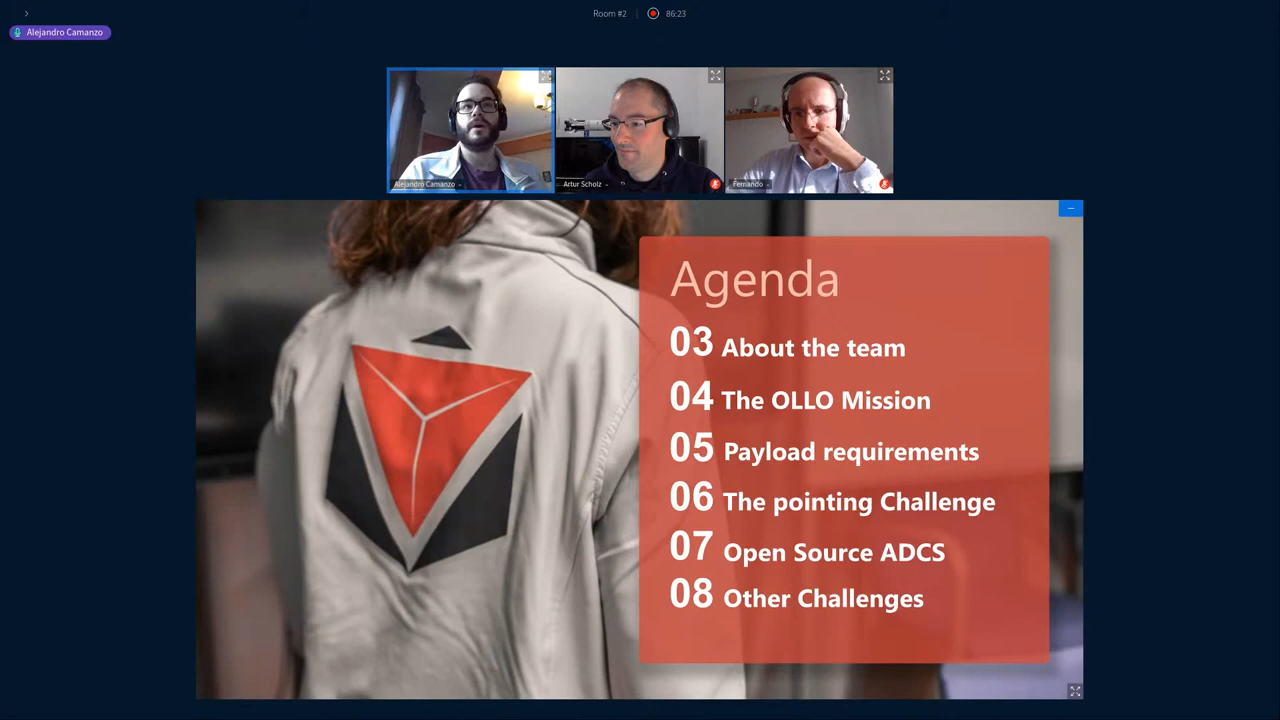 Room #2
86:23
Alejandro Camanzo
Alejandro Camanzo
Artur Scholz
Fernando
Agenda
03 About the team
04 The OLLO Mission
05 Payload requirements
06 The pointing Challenge
07 Open Source ADCS
08 Other Challenges